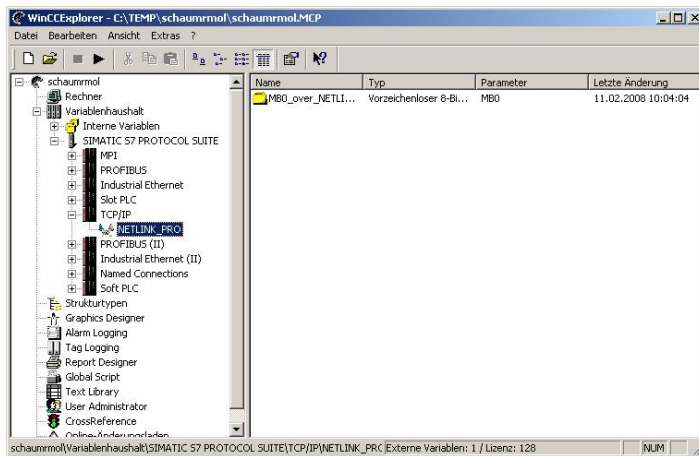 WinCCExplorer - C:\TEMP\schaumrmol\schaumrmol.MCP
Datei Bearbeiten Ansicht Extras ?
schaumrmol
Rechner
Variablenhaushalt
Interne Variablen
SIMATIC S7 PROTOCOL SUITE
MPI
PROFIBUS
Industrial Ethernet
Slot PLC
TCP/IP
NETLINK_PRO
PROFIBUS (II)
Industrial Ethernet (II)
Named Connections
Soft PLC
Strukturtypen
Graphics Designer
Alarm Logging
Tag Logging
Report Designer
Global Script
Text Library
User Administrator
CrossReference
Online-Änderungsladen
Name Typ Parameter Letzte Änderung
MB0_over_NETLI... Vorzeichenloser 8-Bi... MB0 11.02.2008 10:04:04
schaumrmol\Variablenhaushalt\SIMATIC S7 PROTOCOL SUITE\TCP/IP\NETLINK_PRC Externe Variablen: 1 / Lizenz: 128 NUM